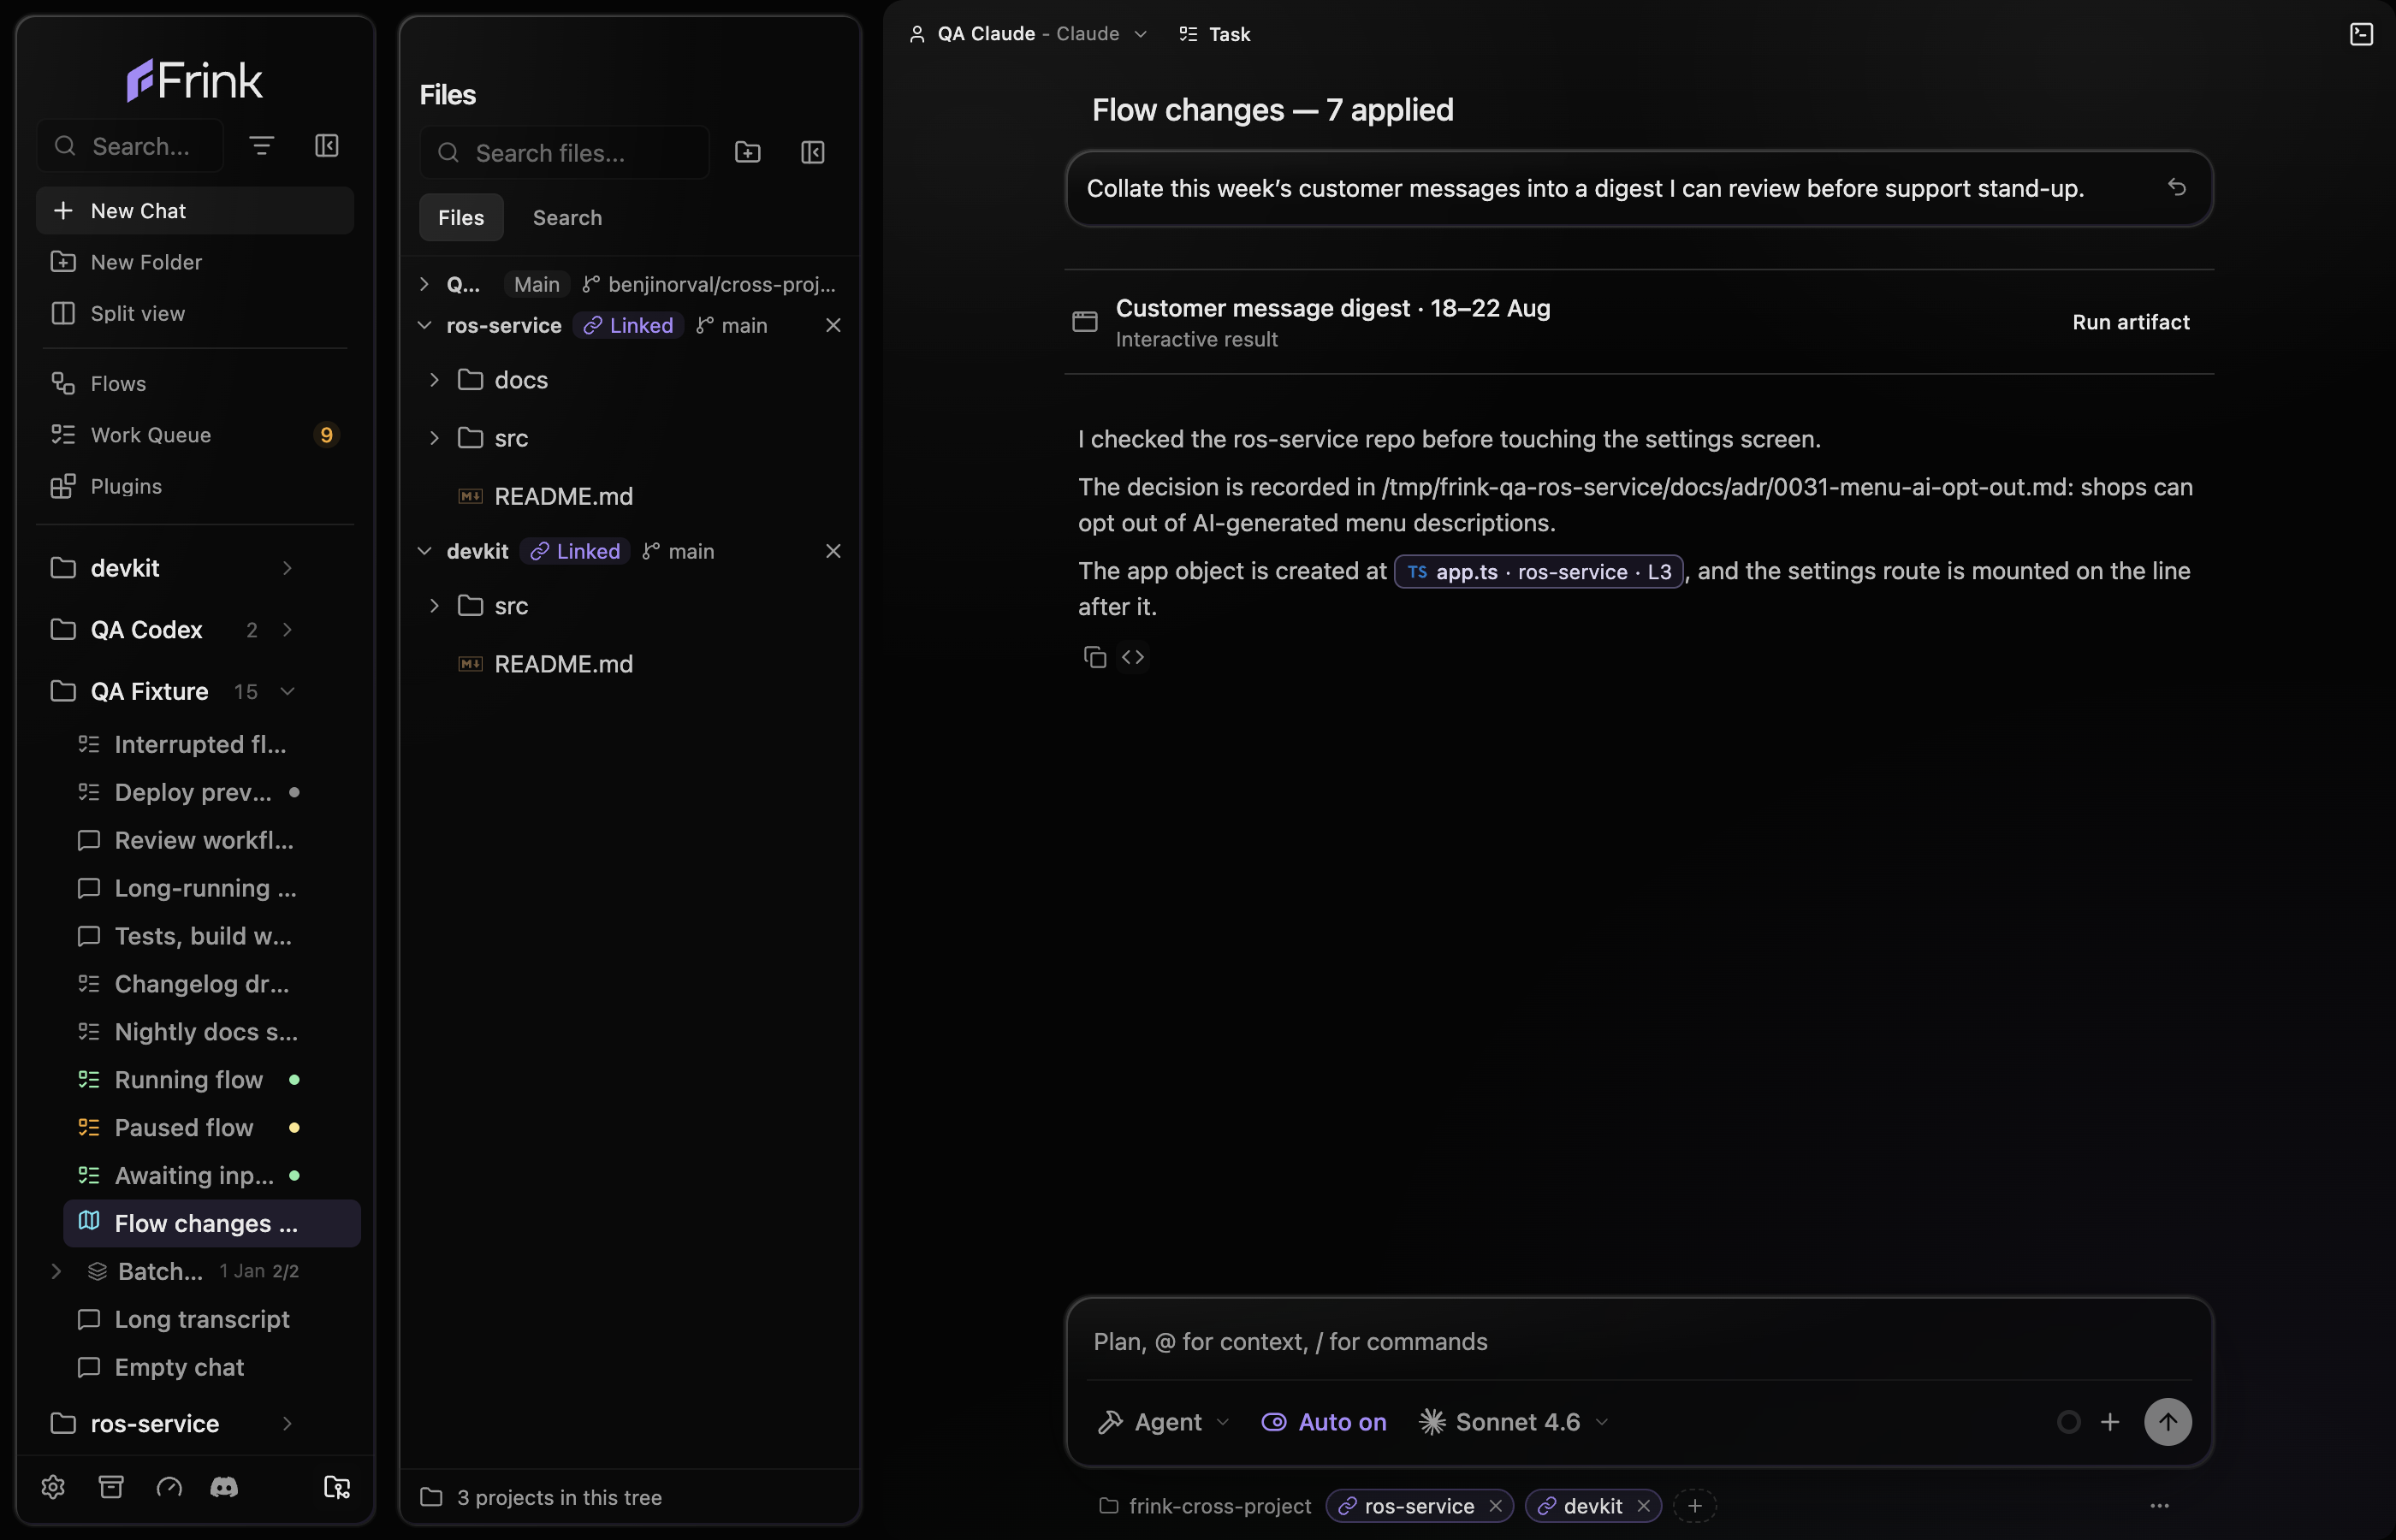 Frink
Search...
New Chat
New Folder
Split view
Flows
Work Queue 9
Plugins
devkit
QA Codex 2
QA Fixture 15
Interrupted fl...
Deploy prev...
Review workfl...
Long-running ...
Tests, build w...
Changelog dr...
Nightly docs s...
Running flow
Paused flow
Awaiting inp...
Flow changes ...
Batch... 1 Jan 2/2
Long transcript
Empty chat
ros-service
Files
Search files...
Files Search
Q... Main benjinorval/cross-proj...
ros-service Linked main
docs
src
README.md
devkit Linked main
src
README.md
3 projects in this tree
QA Claude - Claude Task
Flow changes — 7 applied
Collate this week’s customer messages into a digest I can review before support stand-up.
Customer message digest · 18–22 Aug
Interactive result
Run artifact
I checked the ros-service repo before touching the settings screen.
The decision is recorded in /tmp/frink-qa-ros-service/docs/adr/0031-menu-ai-opt-out.md: shops can
opt out of AI-generated menu descriptions.
The app object is created at TS app.ts · ros-service · L3, and the settings route is mounted on the line
after it.
Plan, @ for context, / for commands
Agent Auto on Sonnet 4.6
frink-cross-project ros-service devkit